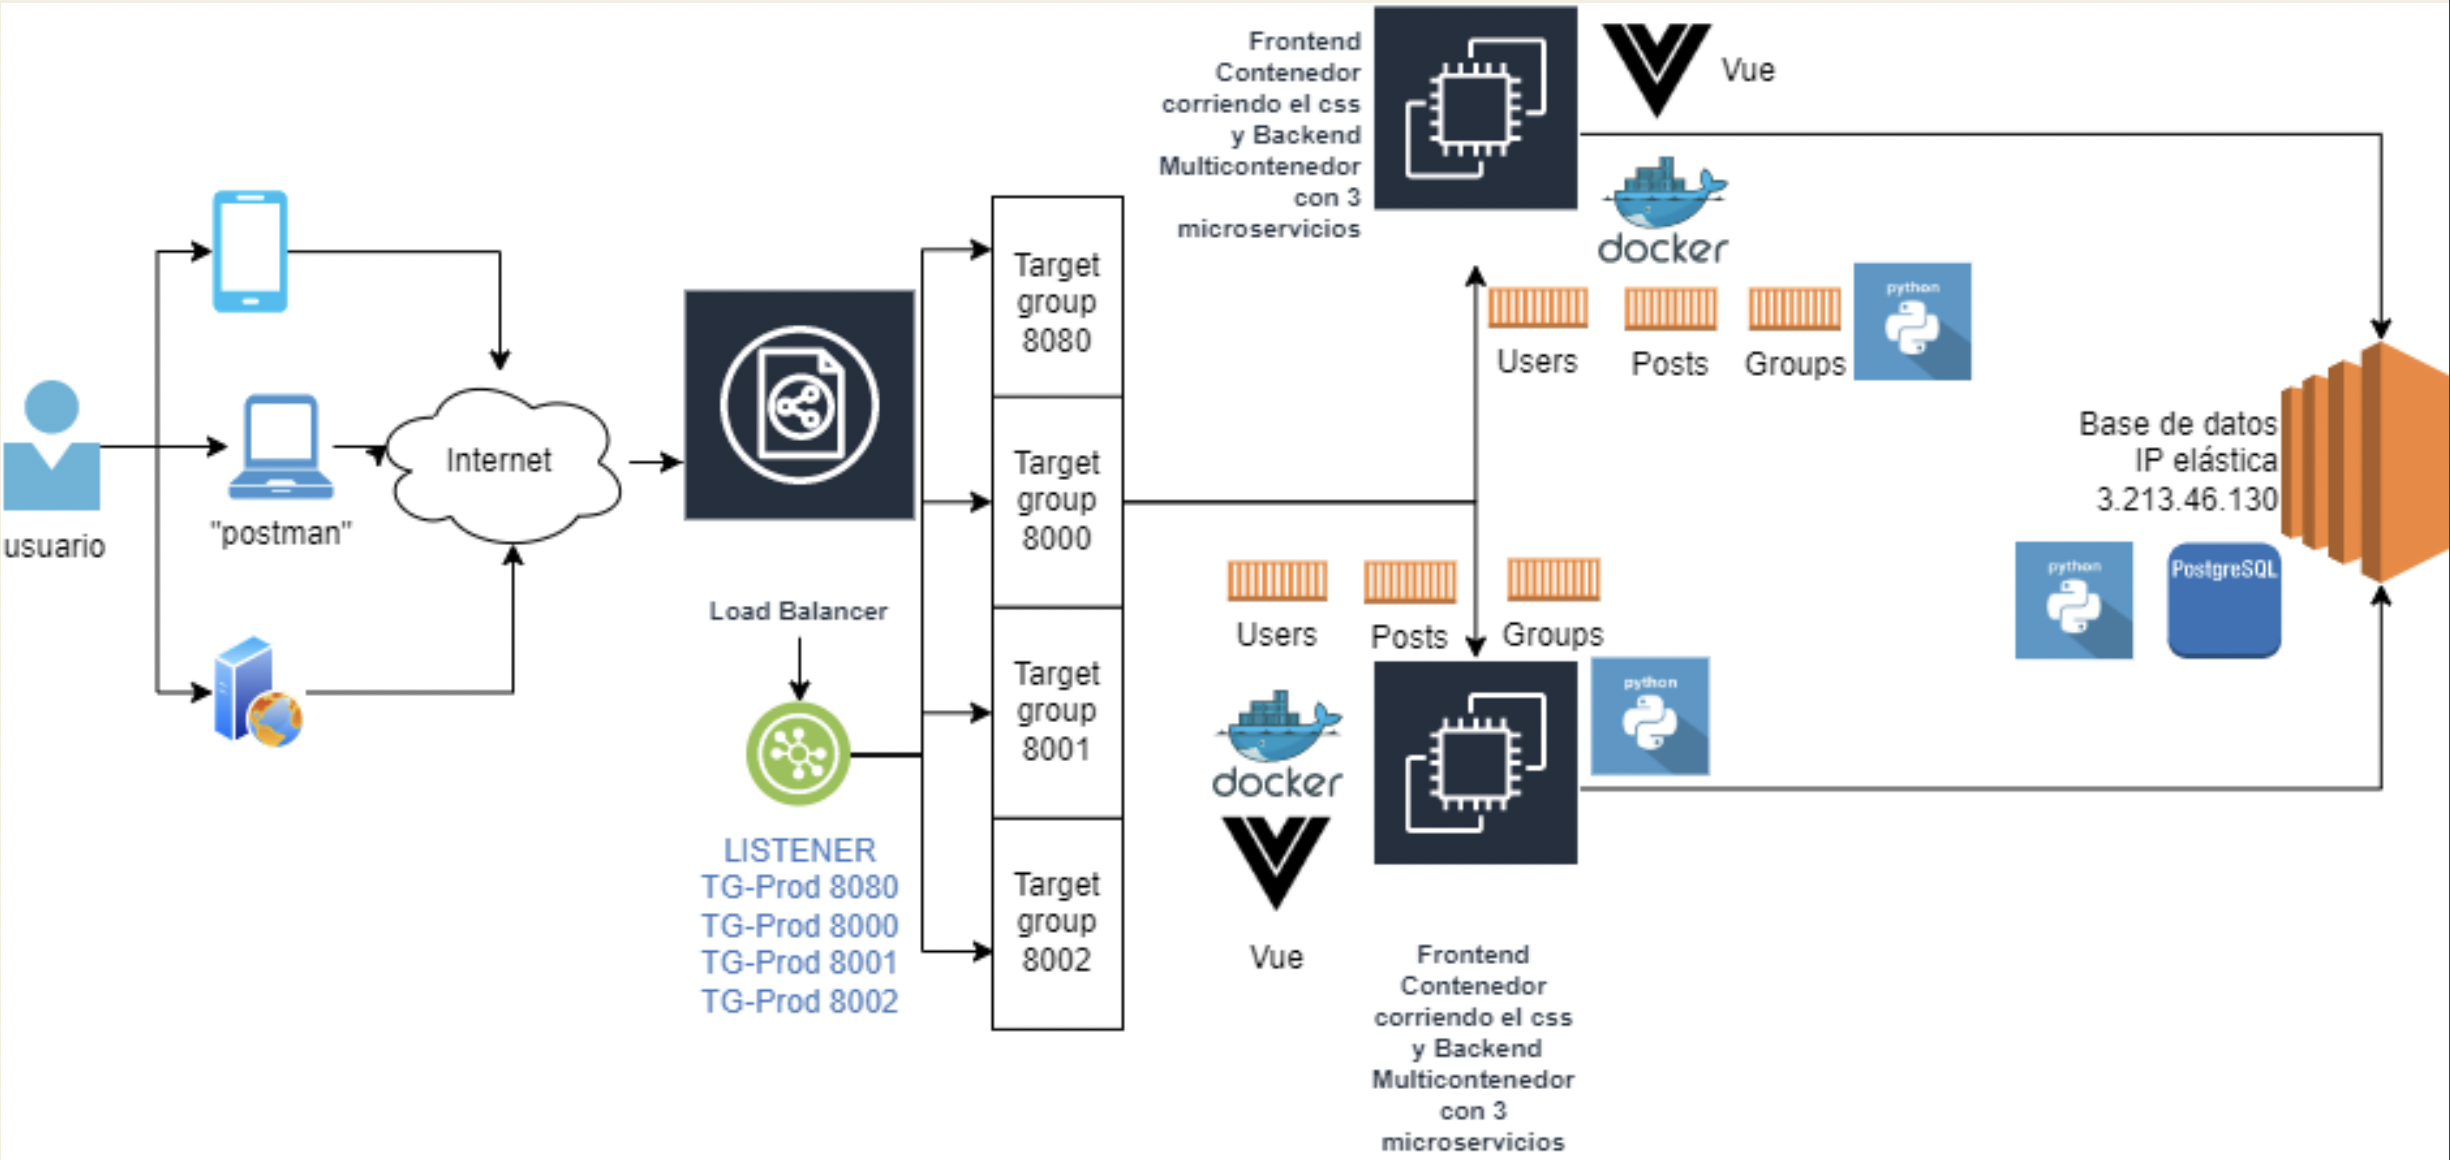 usuario
"postman"
Internet
Load Balancer
LISTENER
TG-Prod 8080
TG-Prod 8000
TG-Prod 8001
TG-Prod 8002
Target
group
8080
Target
group
8000
Target
group
8001
Target
group
8002
Frontend
Contenedor
corriendo el css
y Backend
Multicontenedor
con 3
microservicios
Vue
docker
Users
Posts
Groups
python
Users
Posts
Groups
docker
python
Vue
Frontend
Contenedor
corriendo el css
y Backend
Multicontenedor
con 3
microservicios
Base de datos
IP elástica
3.213.46.130
python
PostgreSQL